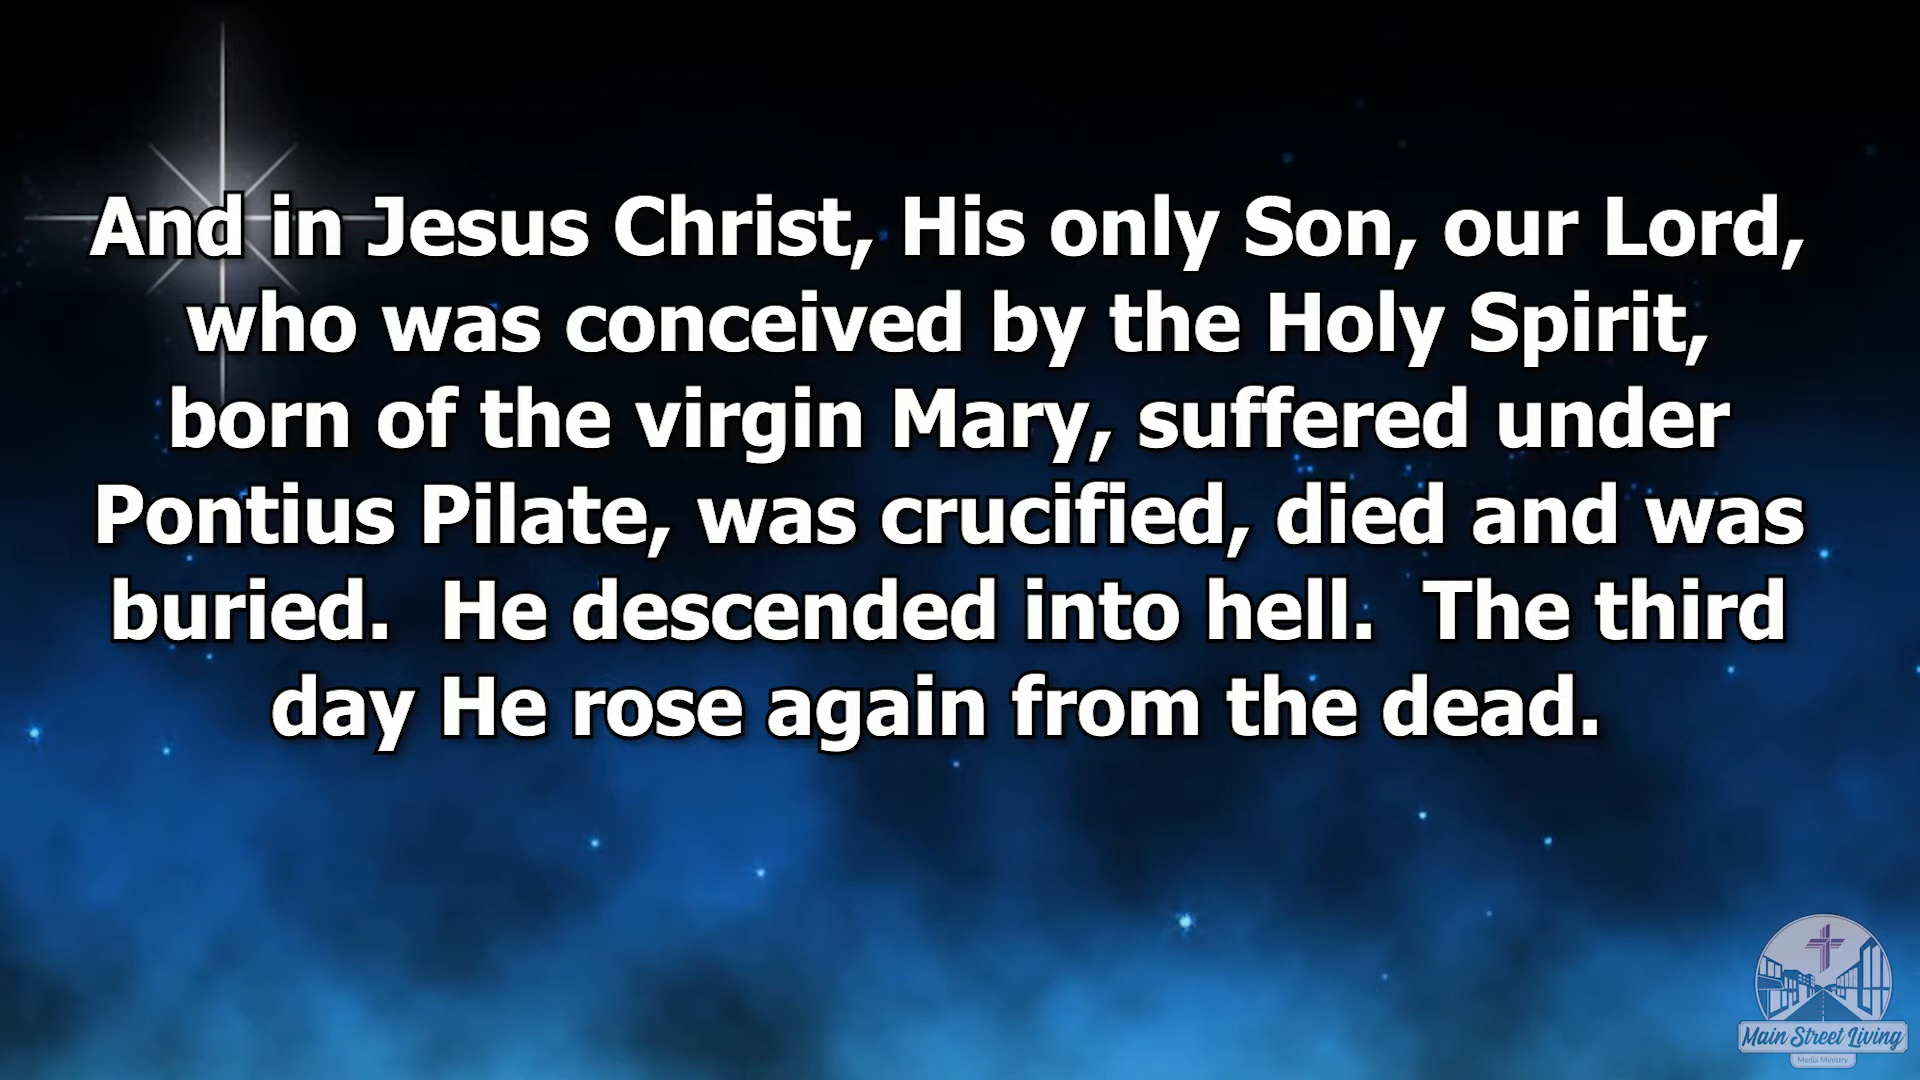 And in Jesus Christ, His only Son, our Lord,
who was conceived by the Holy Spirit,
born of the virgin Mary, suffered under
Pontius Pilate, was crucified, died and was
buried.  He descended into hell.  The third
day He rose again from the dead.
Main Street Living
Media Ministry